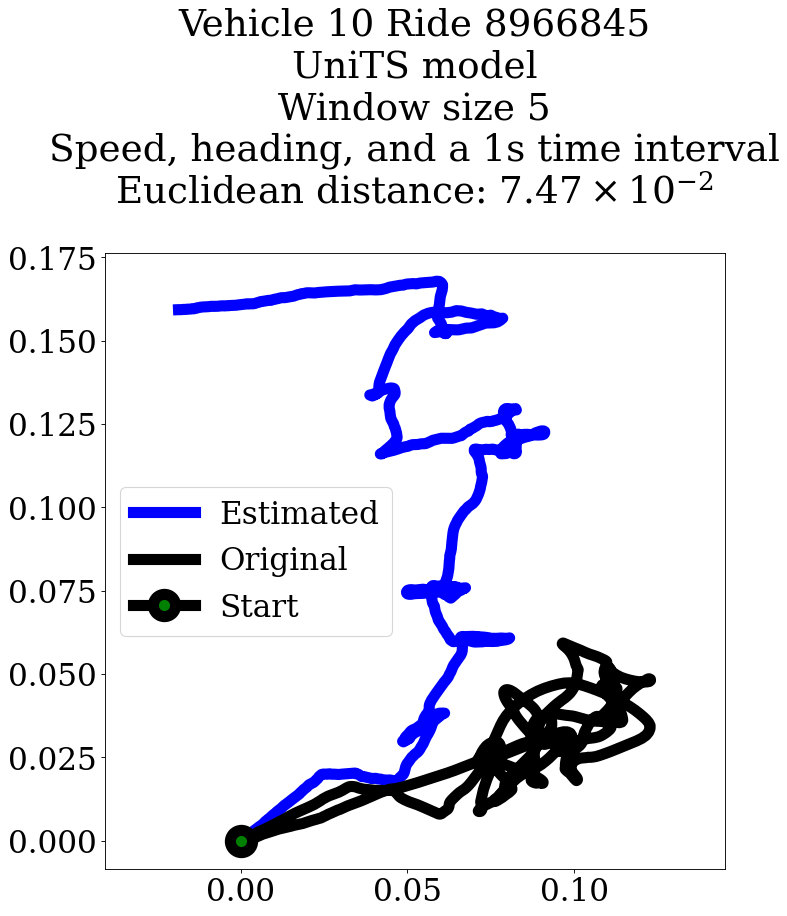 Vehicle 10 Ride 8966845
UniTS model
Window size 5
Speed, heading, and a 1s time interval
Euclidean distance: 7.47 × 10⁻²
0.175
0.150
0.125
0.100
0.075
0.050
0.025
0.000
Estimated
Original
Start
0.00 0.05 0.10